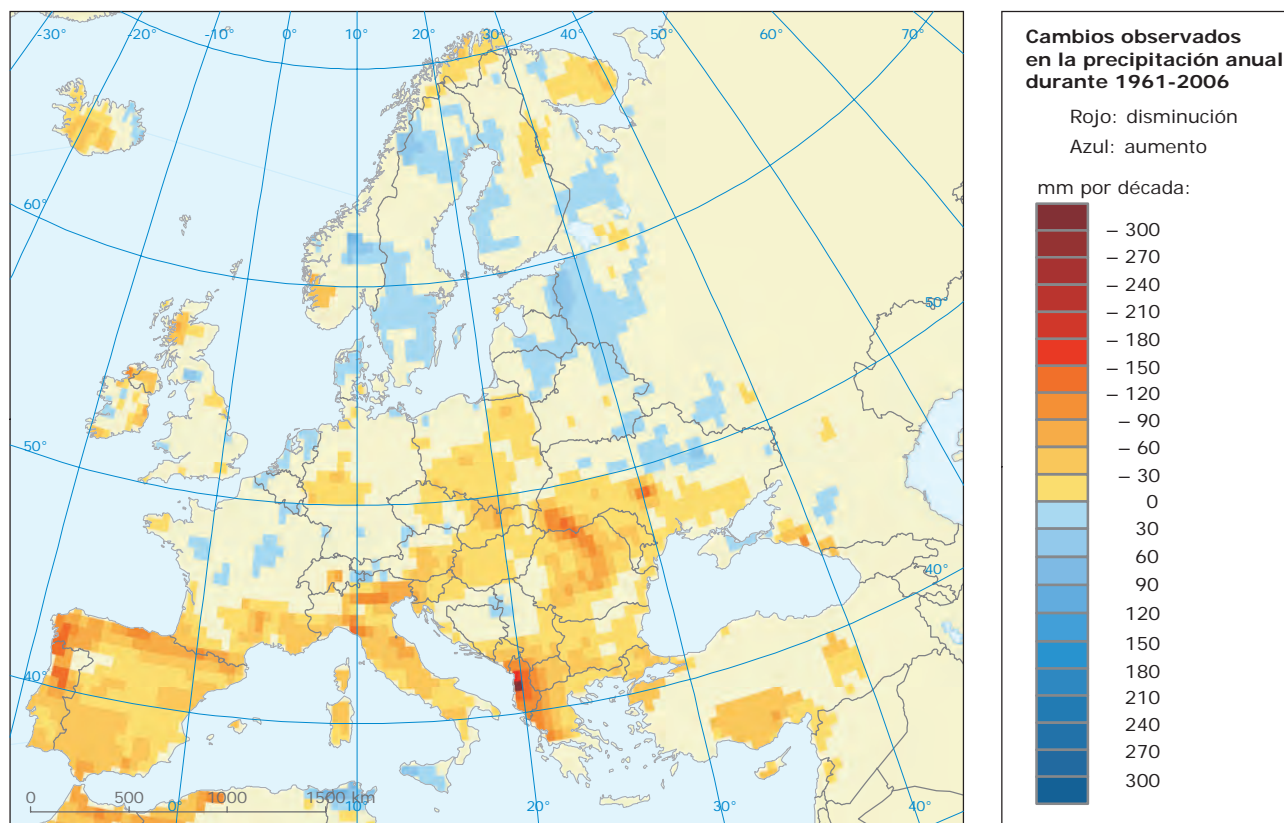 -30° -20° -10° 0° 10° 20° 30° 40° 50° 60° 70°
60°
50°
50°
40°
40°
0 500 1000 1500 km
0° 10° 20° 30° 40°
Cambios observados
en la precipitación anual
durante 1961-2006
Rojo: disminución
Azul: aumento
mm por década:
– 300
– 270
– 240
– 210
– 180
– 150
– 120
– 90
– 60
– 30
0
30
60
90
120
150
180
210
240
270
300